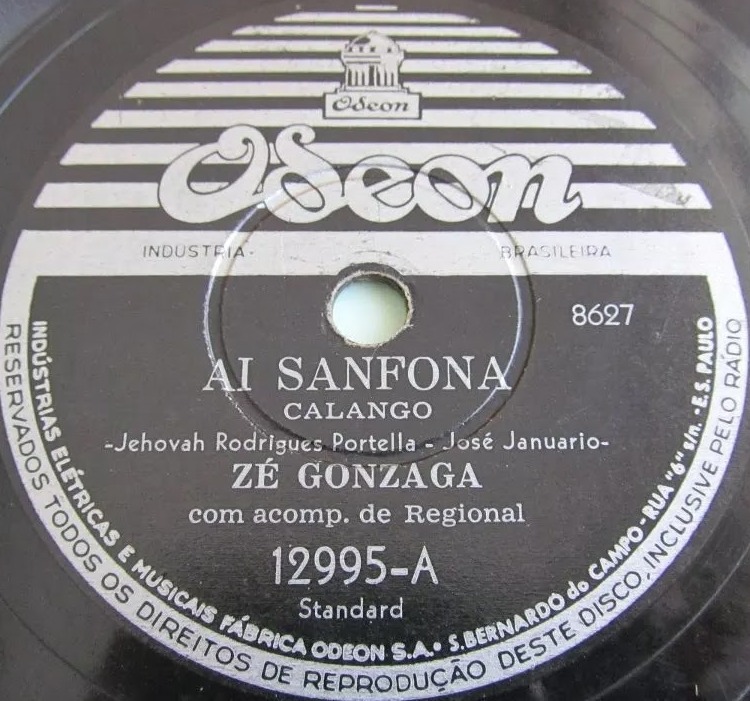 Odeon
Odeon
INDUSTRIA·
BRASILEIRA
8627
AI SANFONA
CALANGO
-Jehovah Rodrigues Portella - José Januario-
ZÉ GONZAGA
com acomp. de Regional
12995-A
Standard
INDÚSTRIAS ELÉTRICAS E MUSICAIS FÁBRICA ODEON S.A.• S.BERNARDO do CAMPO-RUA "6" s/n.-E.S. PAULO
RESERVADOS TODOS OS DIREITOS DE REPRODUÇÃO DESTE DISCO, INCLUSIVE PELO RÁDIO